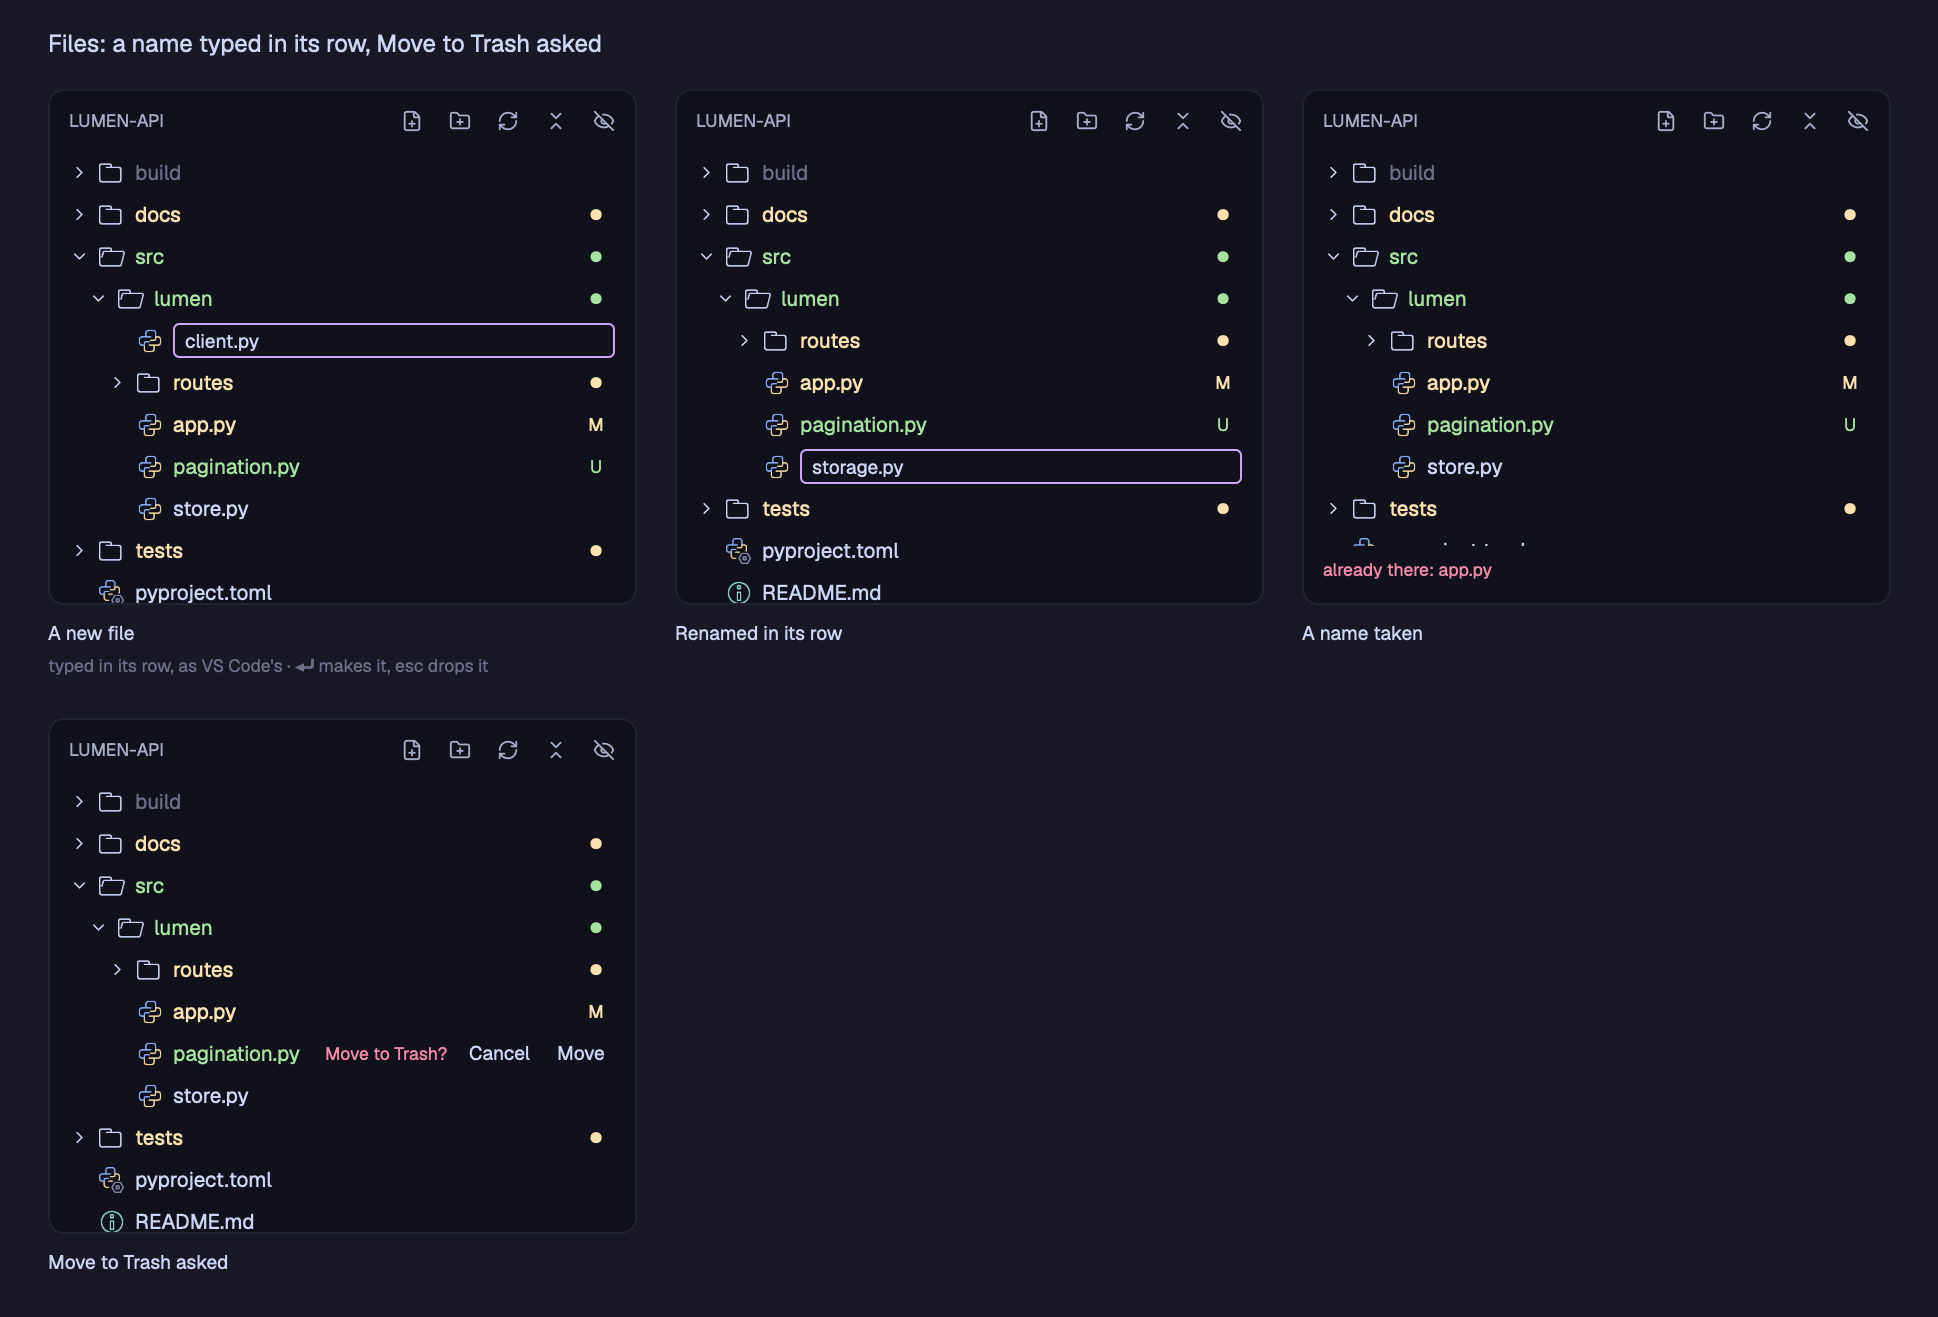 Files: a name typed in its row, Move to Trash asked
LUMEN-API
build
docs
src
lumen
client.py
routes
app.py M
pagination.py U
store.py
tests
pyproject.toml
A new file
typed in its row, as VS Code's · ↵ makes it, esc drops it
LUMEN-API
build
docs
src
lumen
routes
app.py M
pagination.py U
storage.py
tests
pyproject.toml
README.md
Renamed in its row
LUMEN-API
build
docs
src
lumen
routes
app.py M
pagination.py U
store.py
tests
already there: app.py
A name taken
LUMEN-API
build
docs
src
lumen
routes
app.py M
pagination.py Move to Trash? Cancel Move
store.py
tests
pyproject.toml
README.md
Move to Trash asked